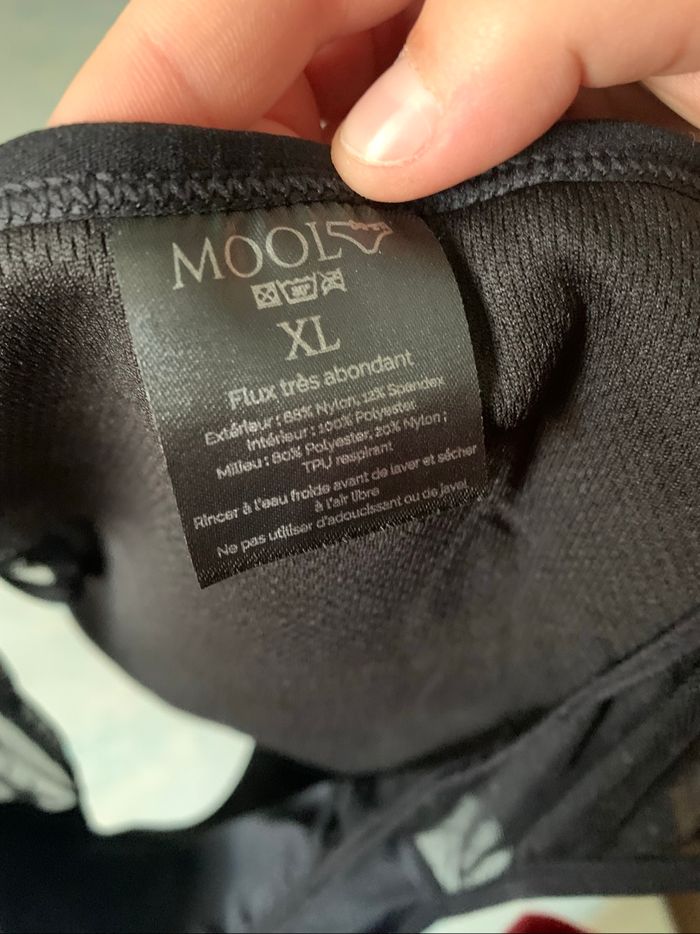 MOOL
XL
Flux très abondant
Extérieur : 88% Nylon, 12% Spandex
Intérieur : 100% Polyester
Milieu : 80% Polyester, 20% Nylon ;
TPU respirant
Rincer à l'eau froide avant de laver et sécher
à l'air libre
Ne pas utiliser d'adoucissant ou de javel